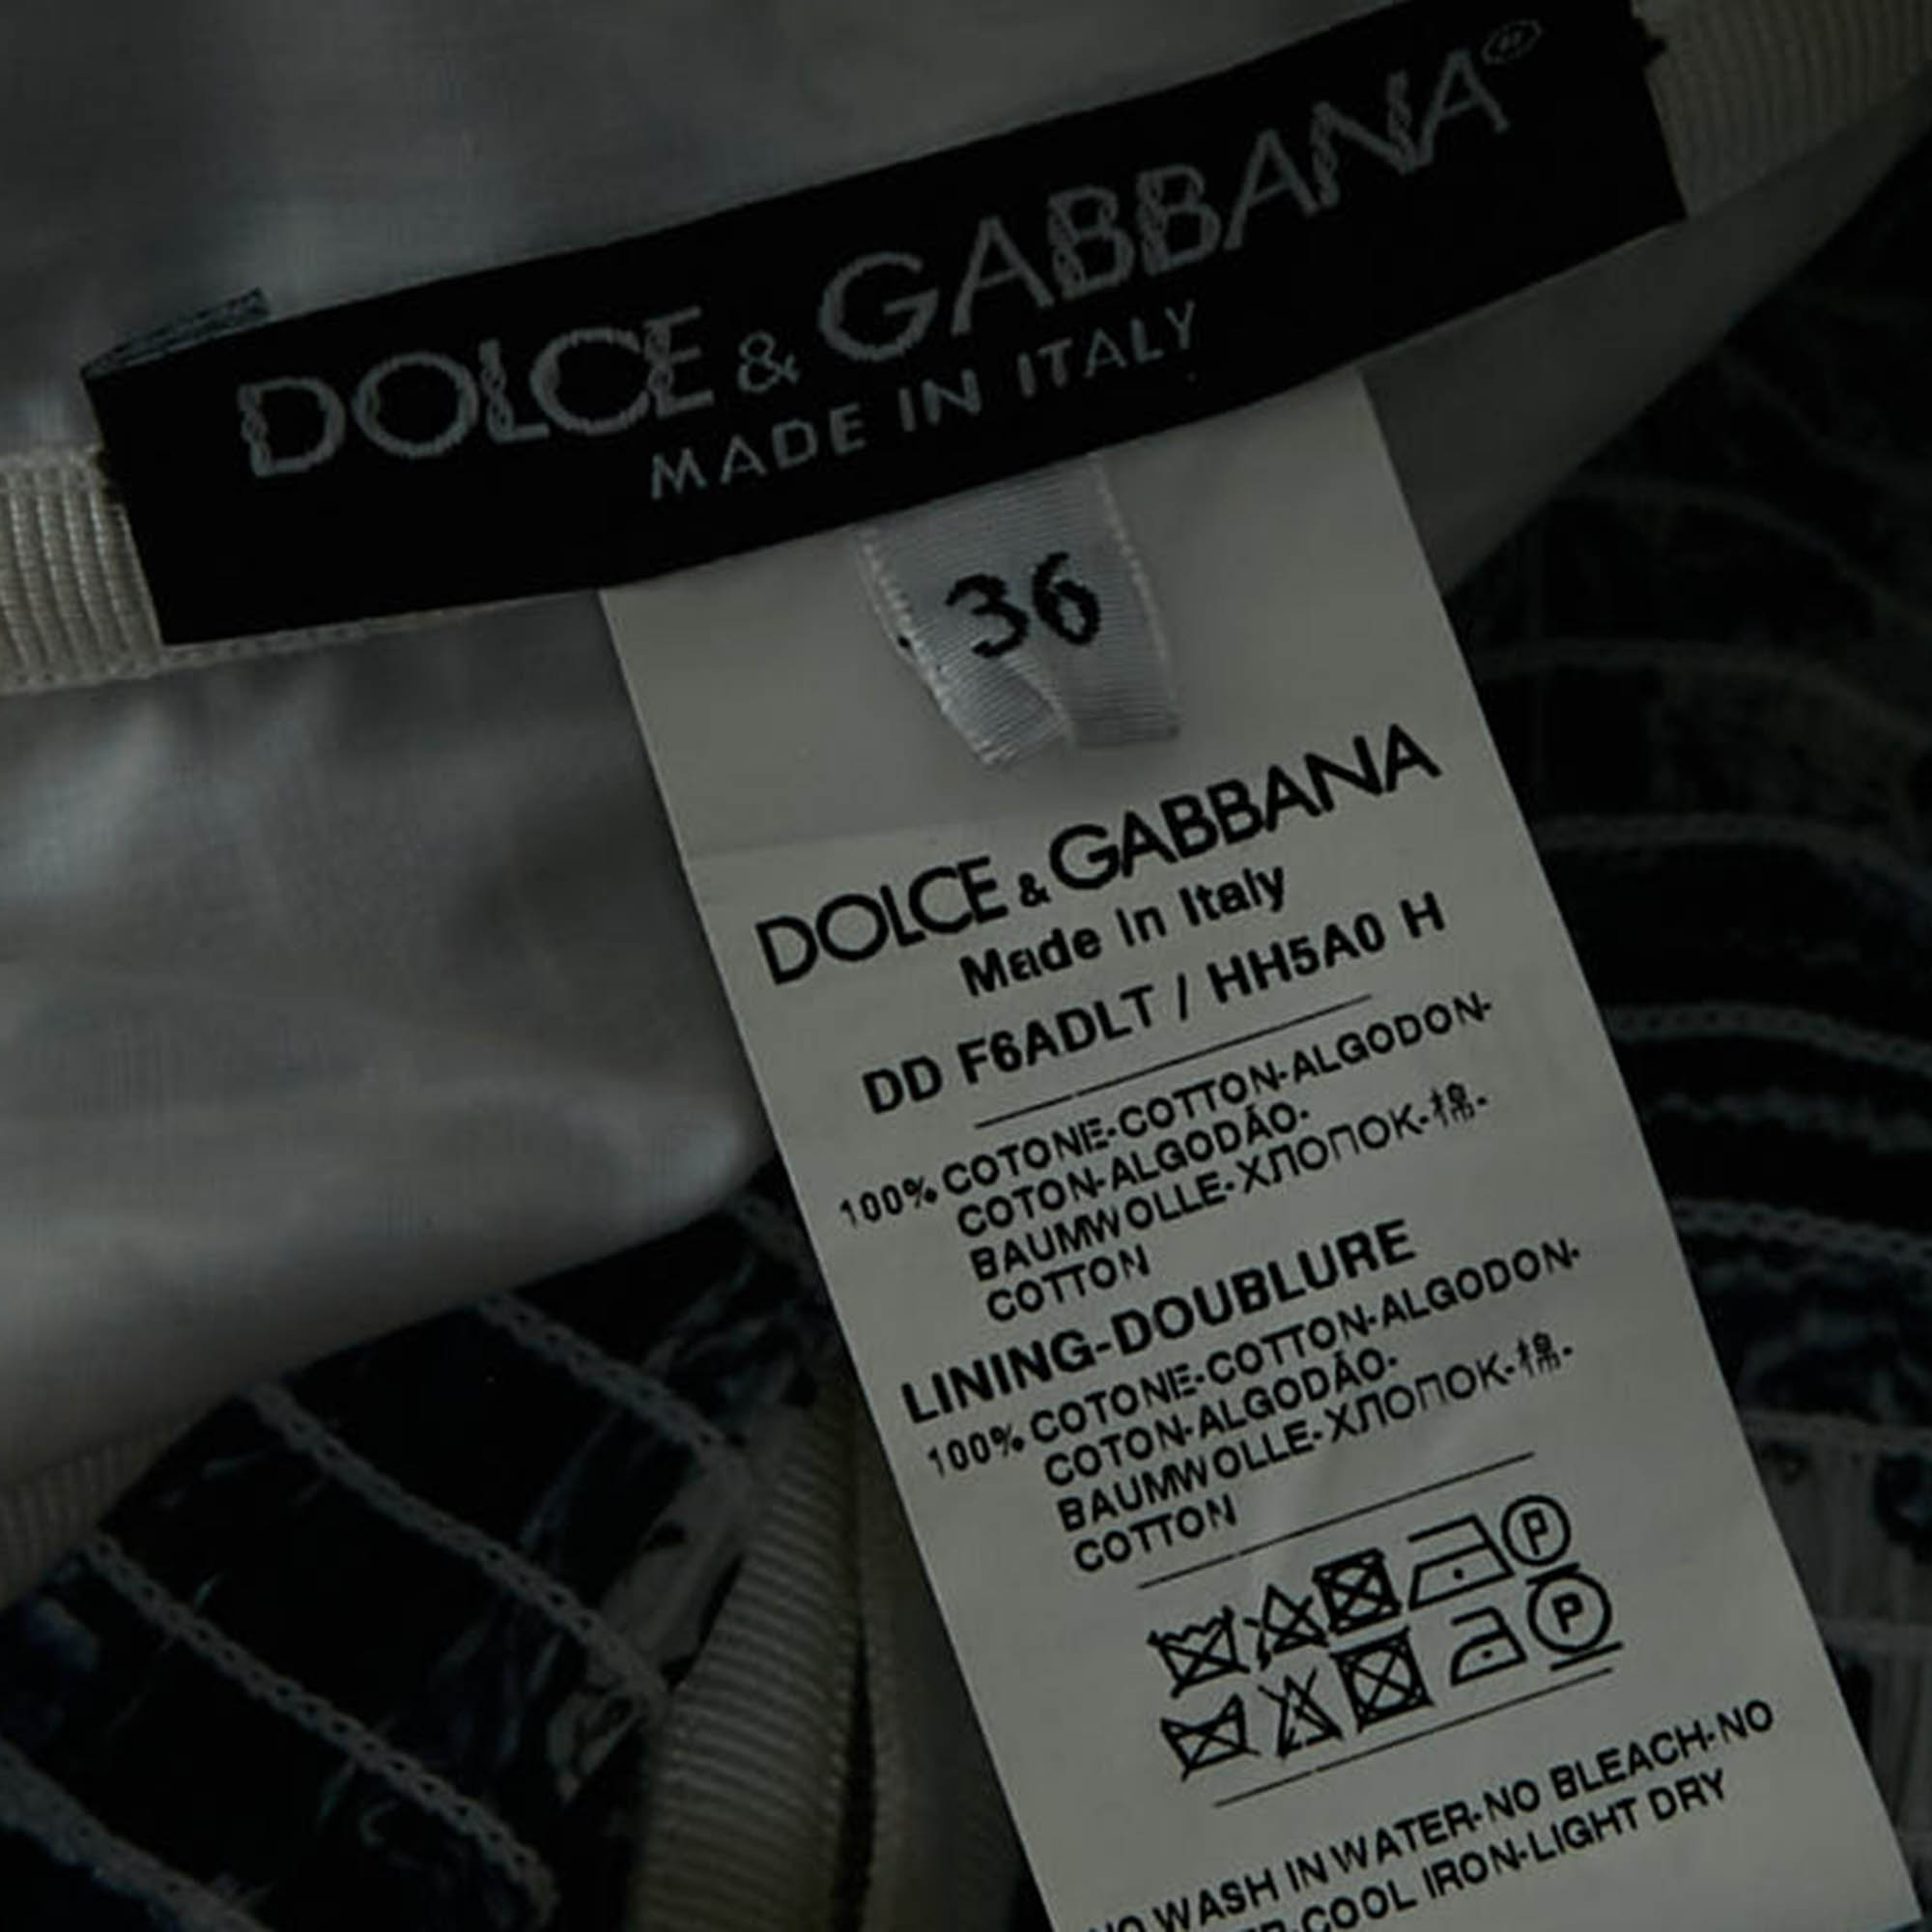 DOLCE & GABBANA®
MADE IN ITALY
36
DOLCE & GABBANA
Made In Italy
DD F6ADLT / HH5A0 H
100% COTONE-COTTON-ALGODON-
COTON-ALGODÃO-
BAUMWOLLE-ХЛОПОК-棉-
COTTON
LINING-DOUBLURE
100% COTONE-COTTON-ALGODON-
COTON-ALGODÃO-
BAUMWOLLE-ХЛОПОК-棉-
COTTON
P
P
NO WASH IN WATER-NO BLEACH-NO
COOL IRON-LIGHT DRY